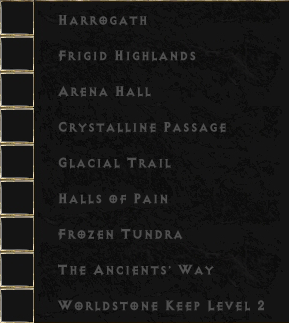 Harrogath
Frigid Highlands
Arena Hall
Crystalline Passage
Glacial Trail
Halls of Pain
Frozen Tundra
The Ancients' Way
Worldstone Keep Level 2